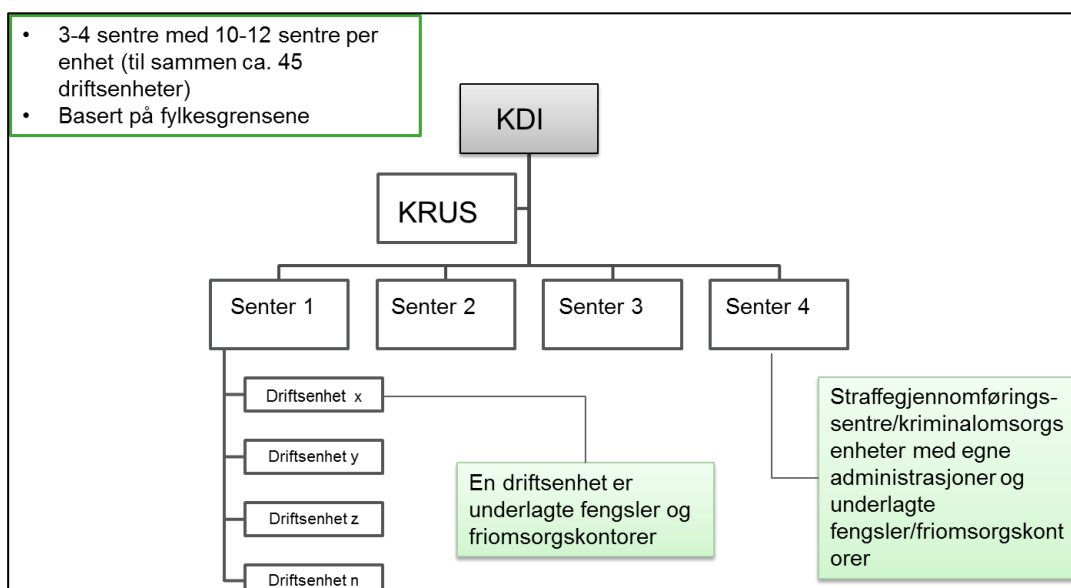 • 3-4 sentre med 10-12 sentre per
enhet (til sammen ca. 45
driftsenheter)
• Basert på fylkesgrensene
KDI
KRUS
Senter 1
Senter 2
Senter 3
Senter 4
Driftsenhet x
Driftsenhet y
Driftsenhet z
Driftsenhet n
En driftsenhet er
underlagte fengsler og
friomsorgskontorer
Straffegjennomførings-
sentre/kriminalomsorgs
enheter med egne
administrasjoner og
underlagte
fengsler/friomsorgskont
orer